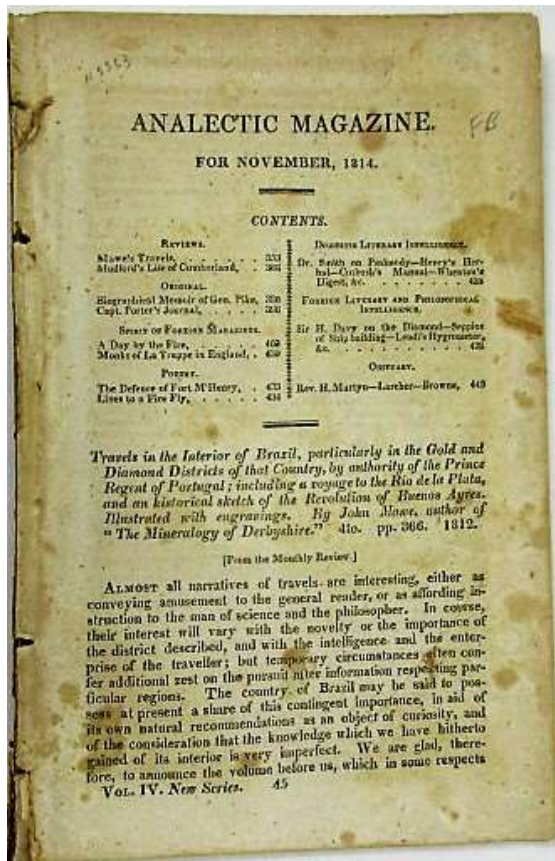 ANALECTIC MAGAZINE.
FB
FOR NOVEMBER, 1814.
CONTENTS.
REVIEWS.
Mawe's Travels, 353
Mudford's Life of Cumberland,
ORIGINAL.
Biographical Memoir of Gen. Pike,
Capt. Porter's Journal,
SPIRIT OF FOREIGN MAGAZINES.
A Day by the Fire,
Monks of La Trappe in England,
POETRY.
The Defence of Fort M'Henry, 433
Lines to a Fire Fly, 434
DOMESTIC LITERARY INTELLIGENCE.
Dr. Smith on Henry's Her-
bal—Manual—Wheaton's
Digest, &c.
FOREIGN LITERARY AND PHILOSOPHICAL
INTELLIGENCE.
Sir H. Davy on the Diamond—
of Ship building—Hygrometer,
&c.
OBITUARY.
Rev. H. Martyn—Larcher—Browne,
Travels in the Interior of Brazil, particularly in the Gold and
Diamond Districts of that Country, by authority of the Prince
Regent of Portugal; including a voyage to the Rio de la Plata,
and an historical sketch of the Revolution of Buenos Ayres.
Illustrated with engravings. By John Mawe, author of
"The Mineralogy of Derbyshire." 4to. pp. 366. 1812.
[From the Monthly Review.]
ALMOST all narratives of travels are interesting, either as
conveying amusement to the general reader, or as affording in-
struction to the man of science and the philosopher. In course,
their interest will vary with the novelty or the importance of
the district described, and with the intelligence and the enter-
prise of the traveller; but temporary circumstances often con-
fer additional zest on the pursuit after information respecting par-
ticular regions. The country of Brazil may be said to pos-
sess at present a share of this contingent importance, in aid of
its own natural recommendations as an object of curiosity, and
of the consideration that the knowledge which we have hitherto
gained of its interior is very imperfect. We are glad, there-
fore, to announce the volume before us, which in some respects
VOL. IV. New Series. 45